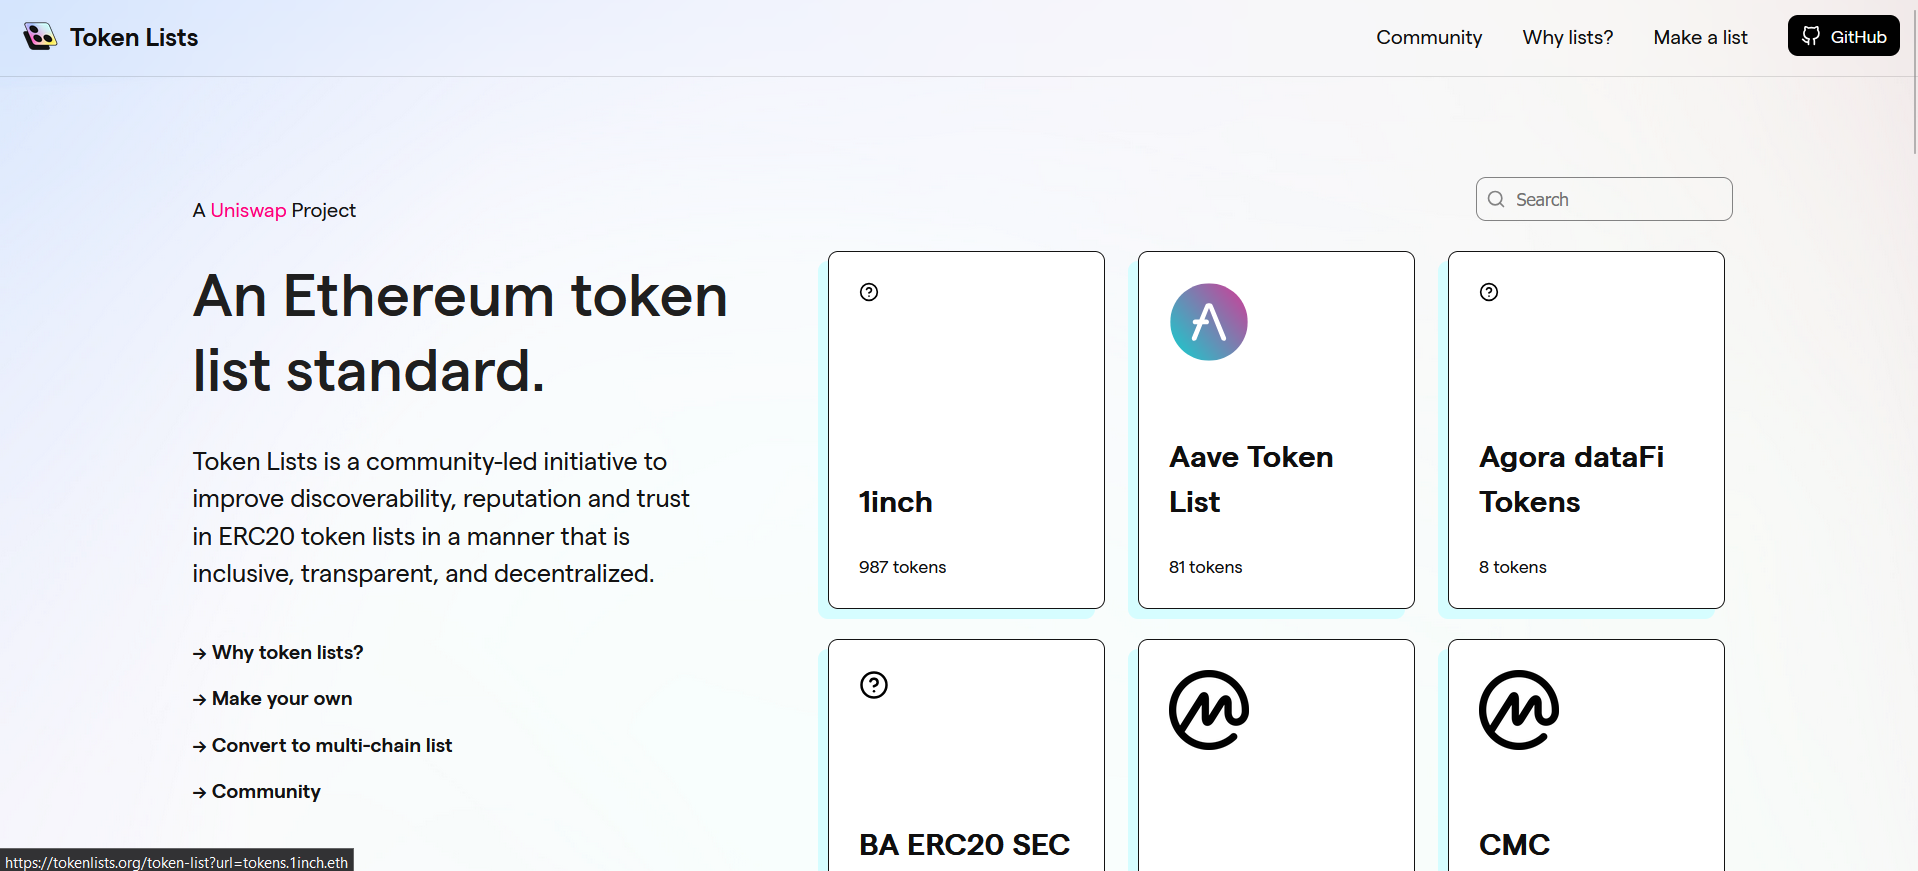 Token Lists
Community
Why lists?
Make a list
GitHub
A Uniswap Project
An Ethereum token
list standard.
Token Lists is a community-led initiative to
improve discoverability, reputation and trust
in ERC20 token lists in a manner that is
inclusive, transparent, and decentralized.
→ Why token lists?
→ Make your own
→ Convert to multi-chain list
→ Community
Search
1inch
987 tokens
Aave Token
List
81 tokens
Agora dataFi
Tokens
8 tokens
BA ERC20 SEC
CMC
https://tokenlists.org/token-list?url=tokens.1inch.eth